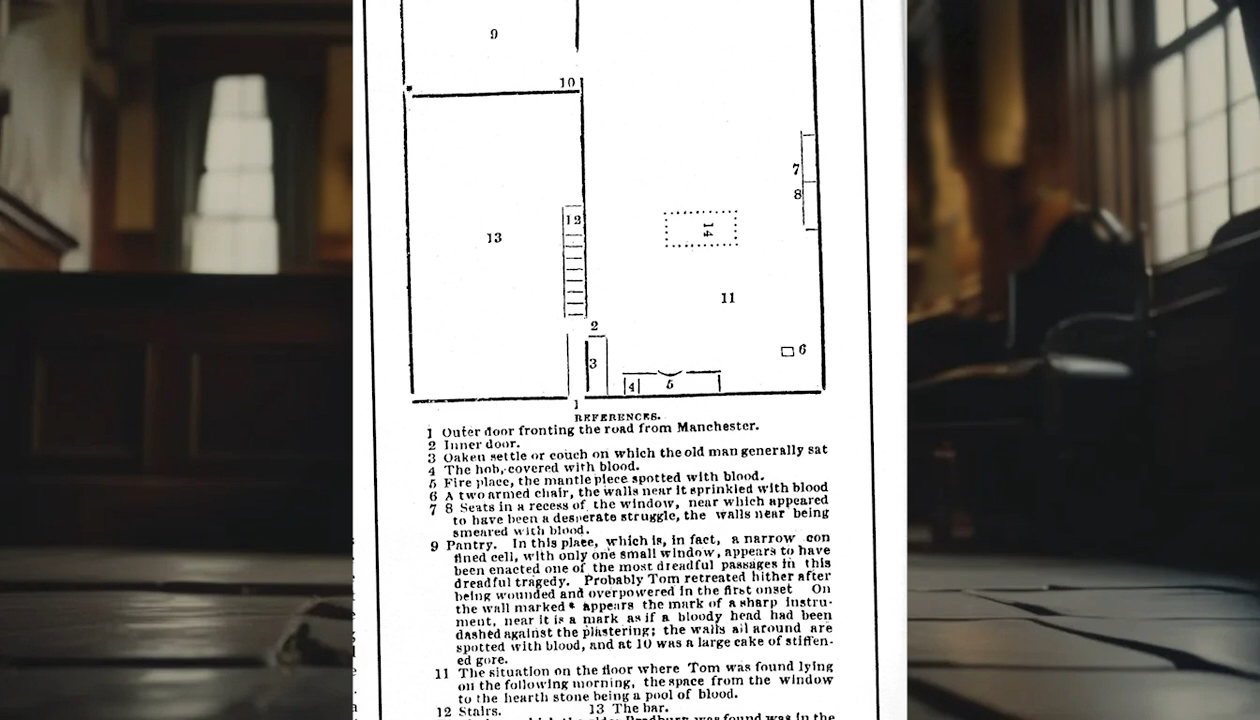 9
10
7
8
12
14
13
11
2
6
3
4
5
1
REFERENCES.
1 Outer door fronting the road from Manchester.
2 Inner door.
3 Oaken settle or couch on which the old man generally sat
4 The hob, covered with blood.
5 Fire place, the mantle piece spotted with blood.
6 A two armed chair, the walls near it sprinkled with blood
7 8 Seats in a recess of the window, near which appeared
to have been a desperate struggle, the walls near being
smeared with blood.
9 Pantry. In this place, which is, in fact, a narrow con
fined cell, with only one small window, appears to have
been enacted one of the most dreadful passages in this
dreadful tragedy. Probably Tom retreated hither after
being wounded and overpowered in the first onset On
the wall marked * appears the mark of a sharp instru-
ment, near it is a mark as if a bloody head had been
dashed against the plastering; the walls all around are
spotted with blood, and at 10 was a large cake of stiffen-
ed gore.
11 The situation on the floor where Tom was found lying
on the following morning, the space from the window
to the hearth stone being a pool of blood.
12 Stairs. 13 The bar.
which the elder Bradbury was found was in the